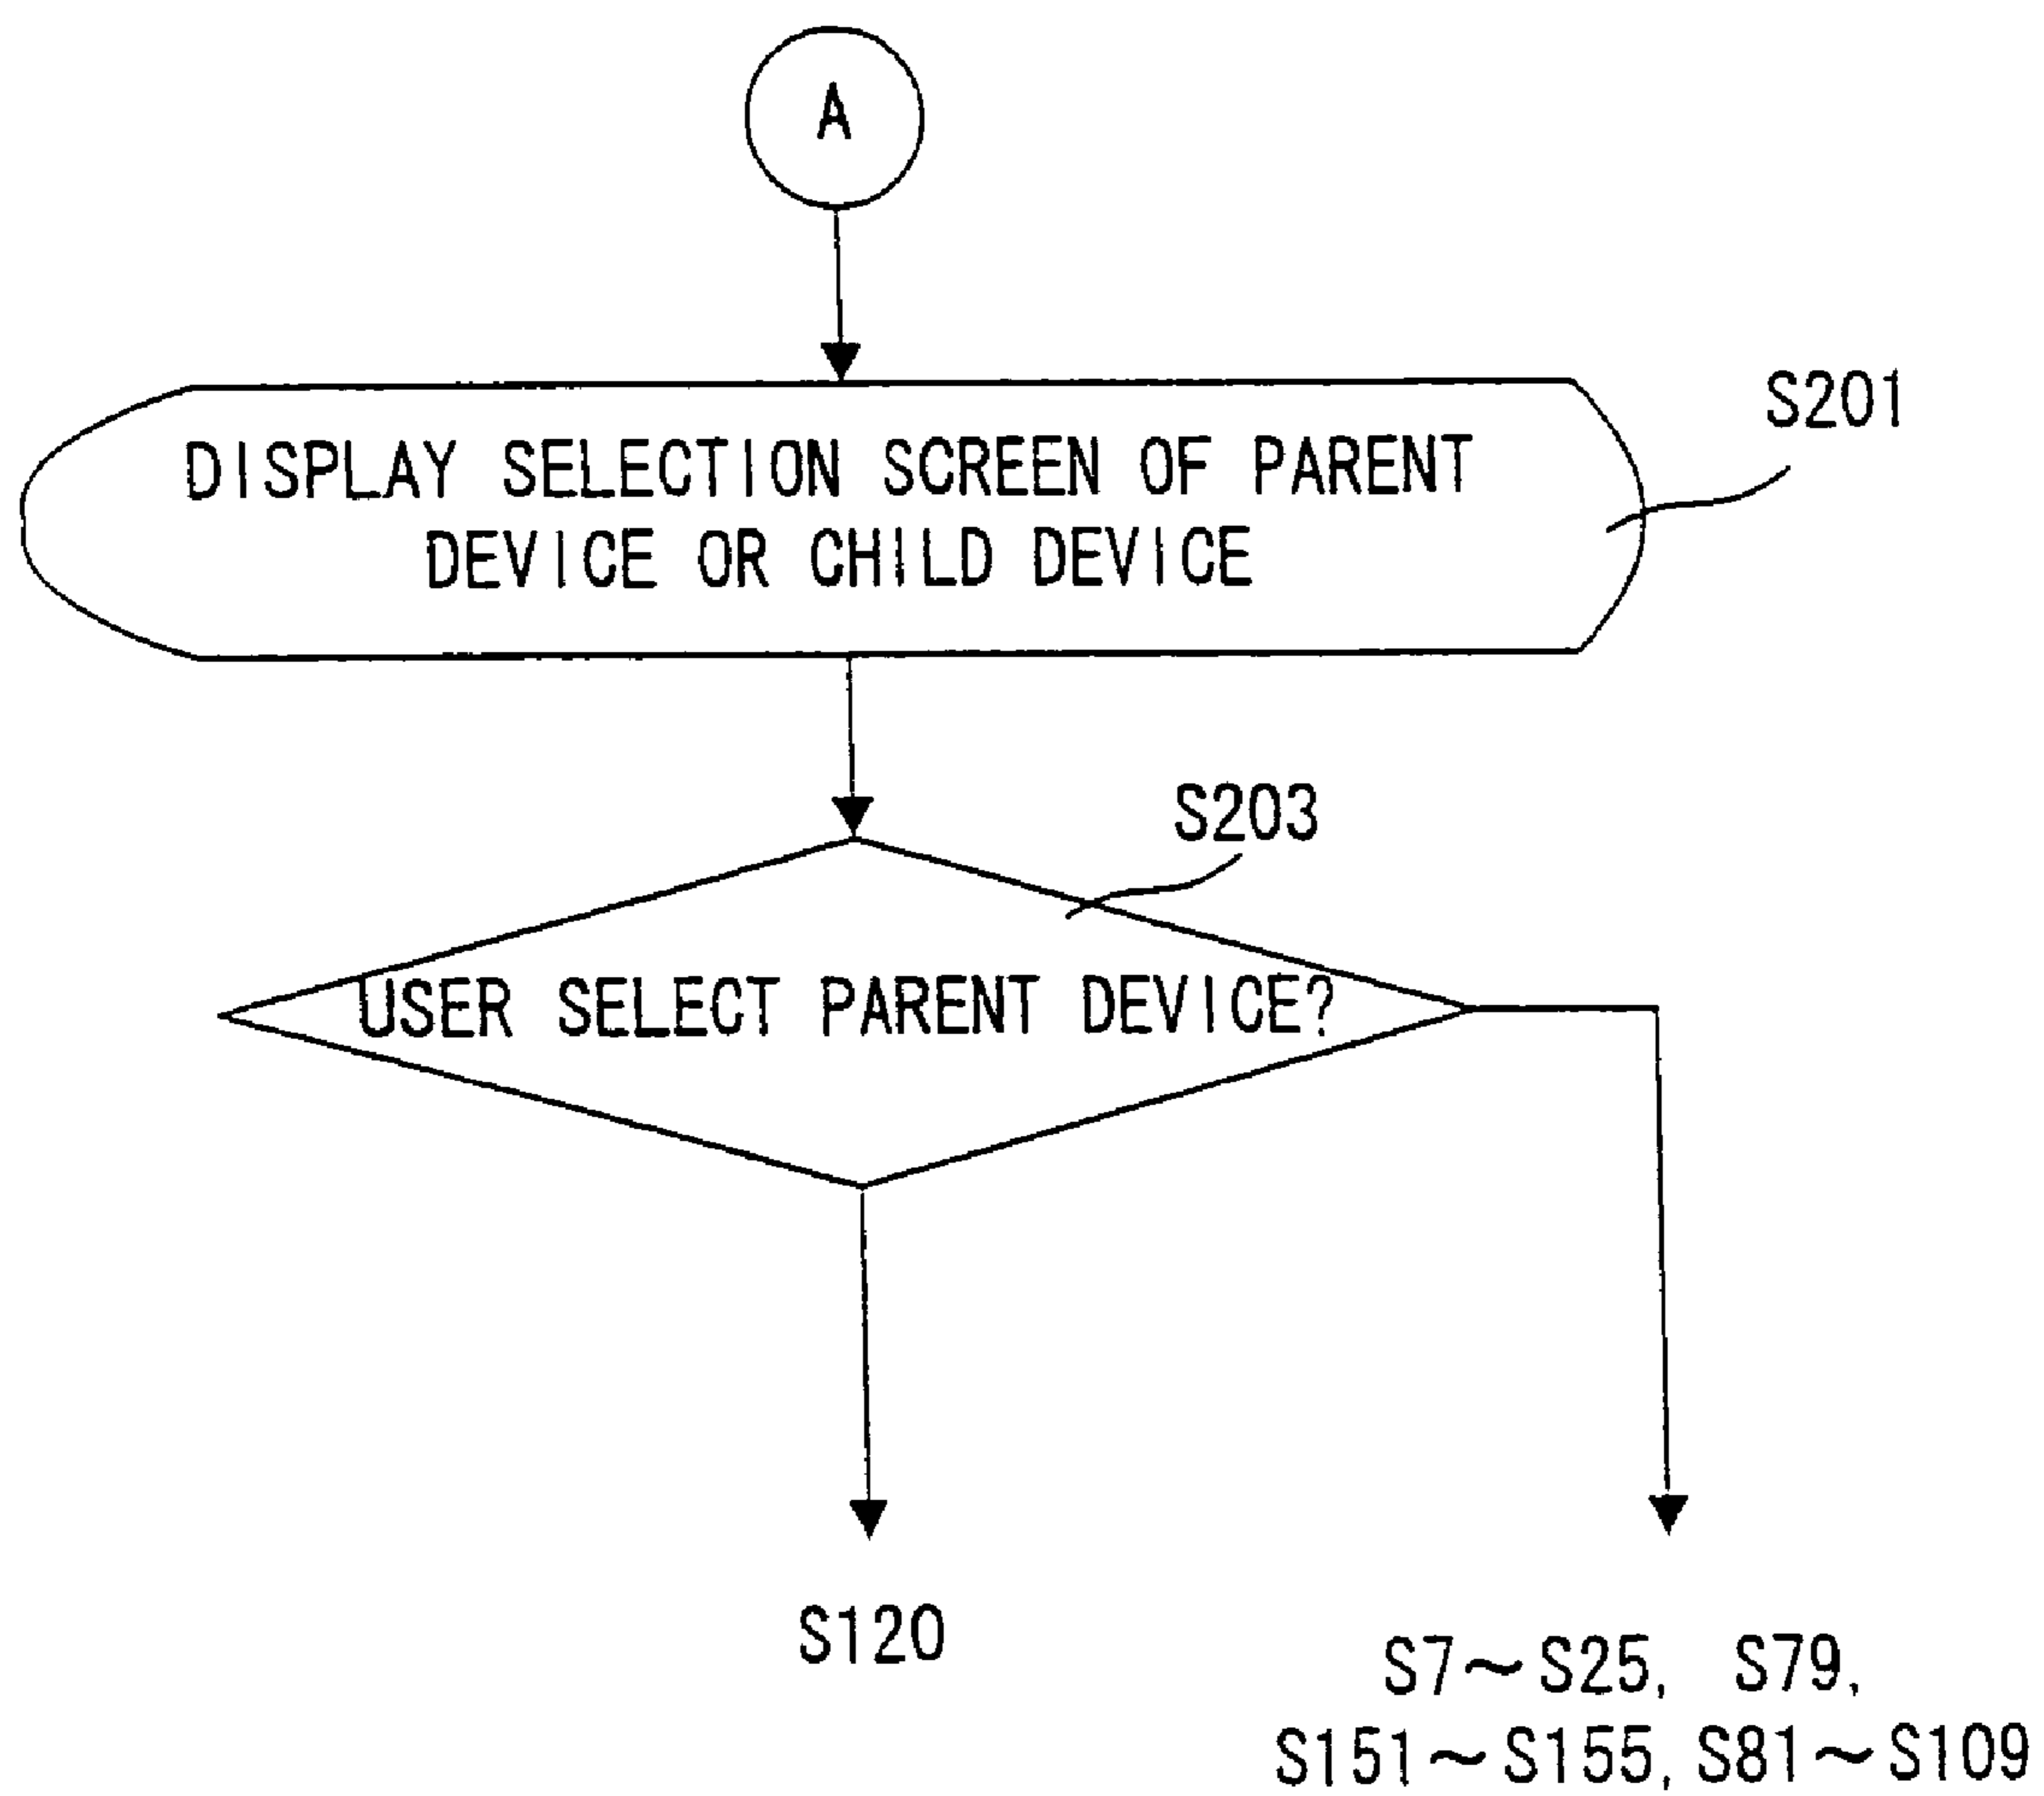 A
S201
DISPLAY SELECTION SCREEN OF PARENT
DEVICE OR CHILD DEVICE
S203
USER SELECT PARENT DEVICE?
S120
S7~S25, S79,
S151~S155, S81~S109